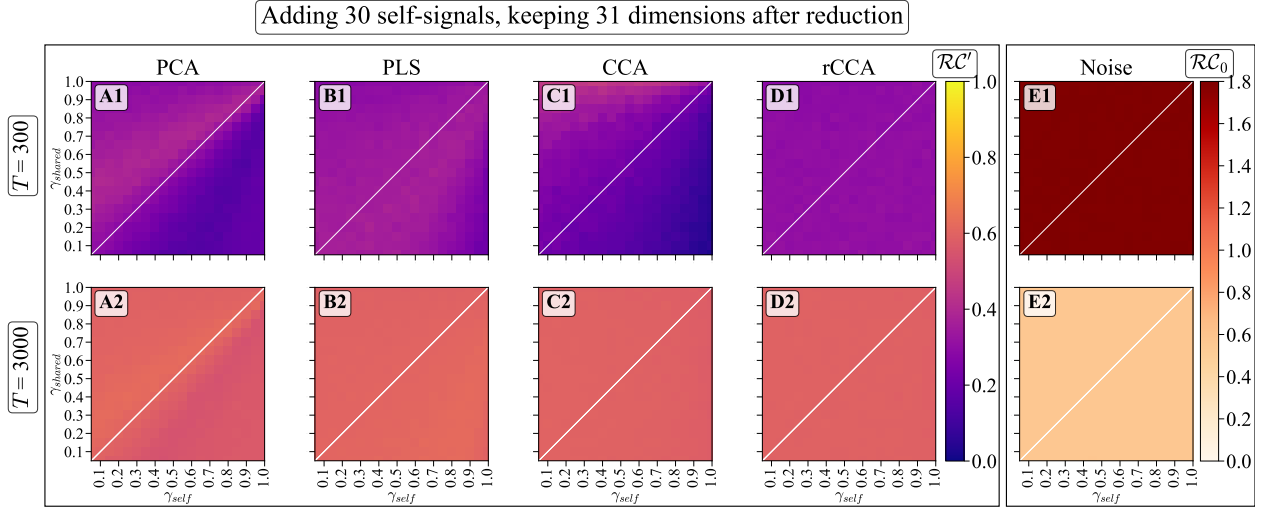 Adding 30 self-signals, keeping 31 dimensions after reduction
PCA PLS CCA rCCA RC′ Noise RC₀
T = 300
γ_shared
1.0
0.9
0.8
0.7
0.6
0.5
0.4
0.3
0.2
0.1
A1 B1 C1 D1 E1
T = 3000
γ_shared
1.0
0.9
0.8
0.7
0.6
0.5
0.4
0.3
0.2
0.1
A2 B2 C2 D2 E2
0.1 0.2 0.3 0.4 0.5 0.6 0.7 0.8 0.9 1.0
γ_self
0.1 0.2 0.3 0.4 0.5 0.6 0.7 0.8 0.9 1.0
γ_self
0.1 0.2 0.3 0.4 0.5 0.6 0.7 0.8 0.9 1.0
γ_self
0.1 0.2 0.3 0.4 0.5 0.6 0.7 0.8 0.9 1.0
γ_self
1.0
0.8
0.6
0.4
0.2
0.0
0.1 0.2 0.3 0.4 0.5 0.6 0.7 0.8 0.9 1.0
γ_self
1.8
1.6
1.4
1.2
1.0
0.8
0.6
0.4
0.2
0.0